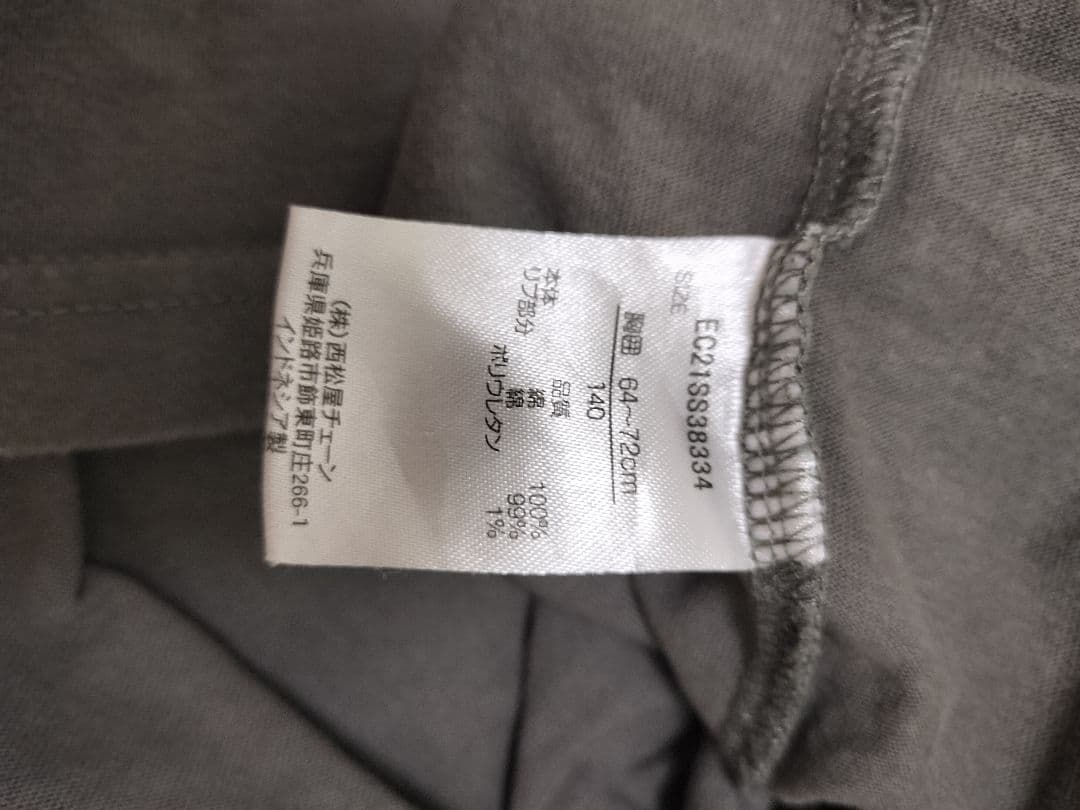 EC21SS38334
SIZE
胸囲 64〜72cm
140
品質
本体 綿 100%
リブ部分 綿 99%
ポリウレタン 1%
(株)西松屋チェーン
兵庫県姫路市飾東町庄266-1
インドネシア製